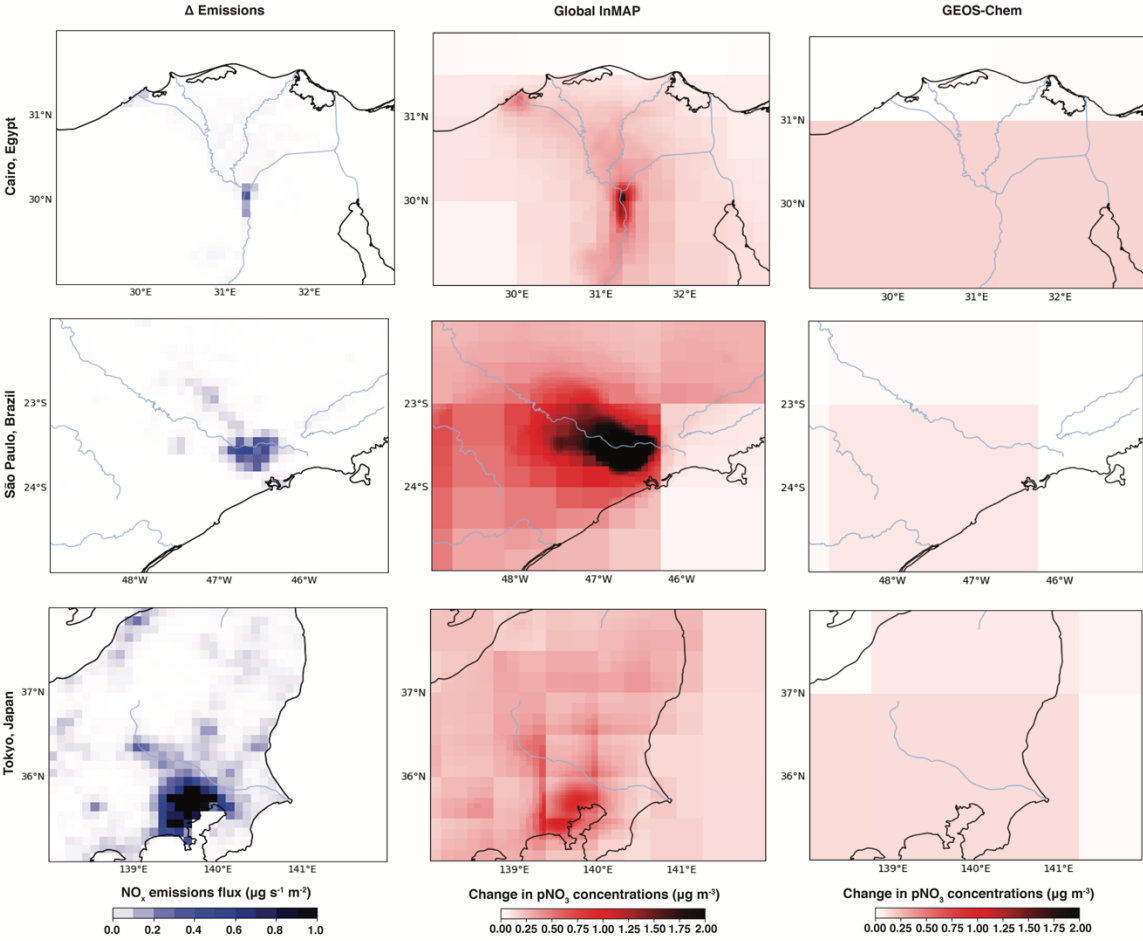 Δ Emissions
Global InMAP
GEOS-Chem
Cairo, Egypt
31°N
30°N
30°E
31°E
32°E
31°N
30°N
30°E
31°E
32°E
31°N
30°N
30°E
31°E
32°E
São Paulo, Brazil
23°S
24°S
48°W
47°W
46°W
23°S
24°S
48°W
47°W
46°W
23°S
24°S
48°W
47°W
46°W
Tokyo, Japan
37°N
36°N
139°E
140°E
141°E
37°N
36°N
139°E
140°E
141°E
37°N
36°N
139°E
140°E
141°E
NOₓ emissions flux (µg s⁻¹ m⁻²)
0.0 0.2 0.4 0.6 0.8 1.0
Change in pNO₃ concentrations (µg m⁻³)
0.00 0.25 0.50 0.75 1.00 1.25 1.50 1.75 2.00
Change in pNO₃ concentrations (µg m⁻³)
0.00 0.25 0.50 0.75 1.00 1.25 1.50 1.75 2.00